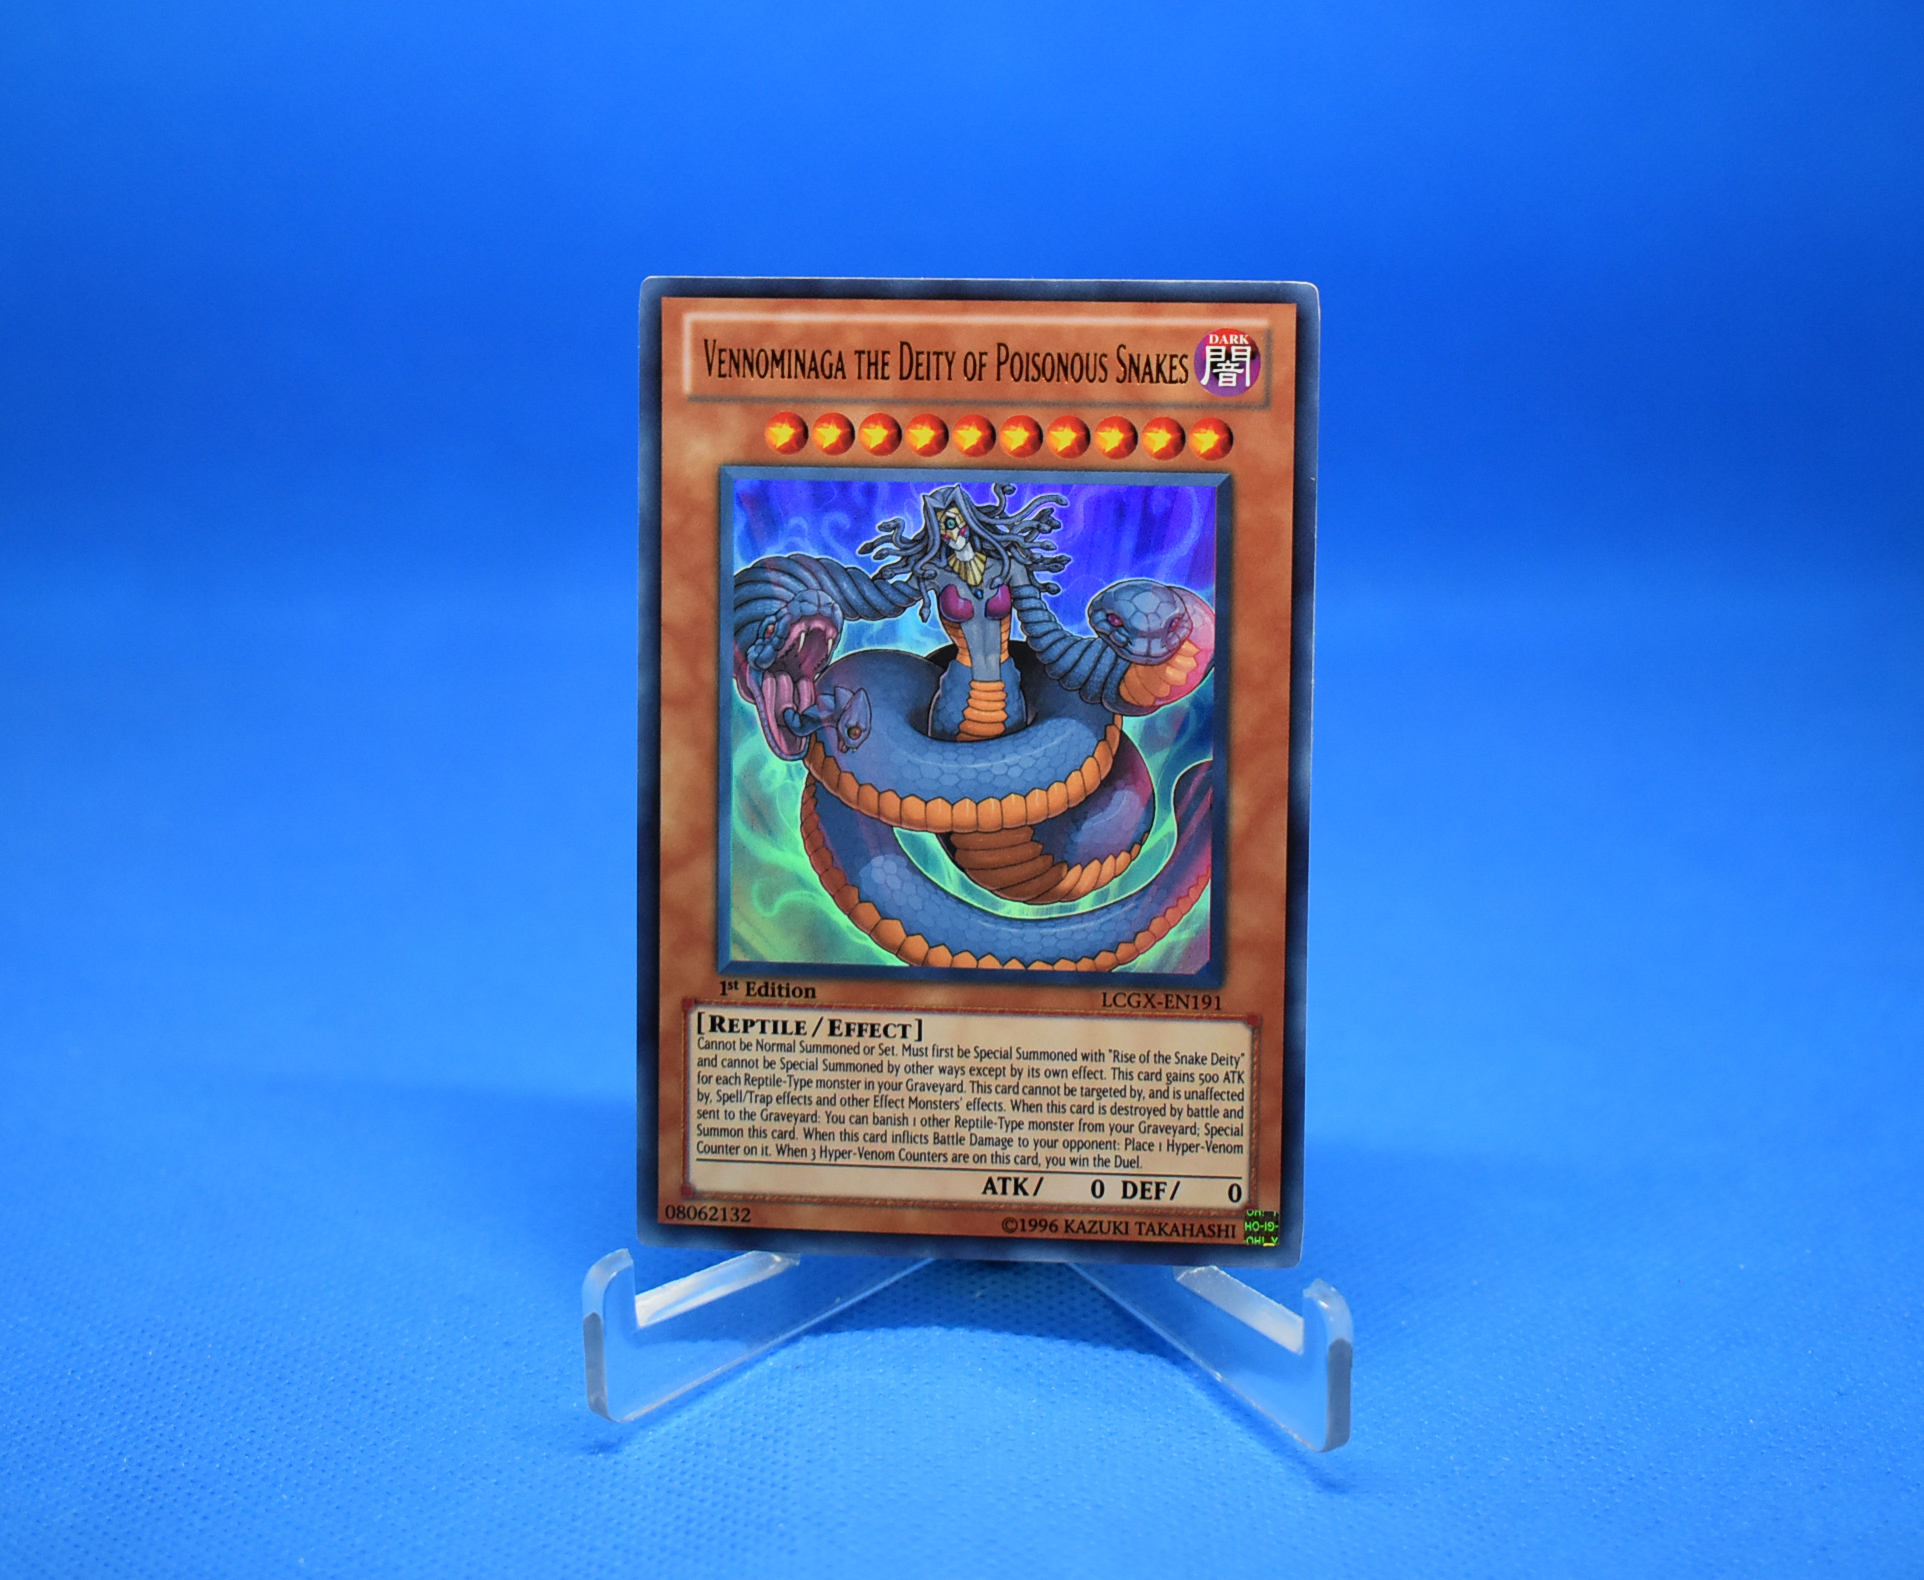 VENNOMINAGA THE DEITY OF POISONOUS SNAKES
DARK
闇
1st Edition
LCGX-EN191
[REPTILE/EFFECT]
Cannot be Normal Summoned or Set. Must first be Special Summoned with "Rise of the Snake Deity"
and cannot be Special Summoned by other ways except by its own effect. This card gains 500 ATK
for each Reptile-Type monster in your Graveyard. This card cannot be targeted by, and is unaffected
by, Spell/Trap effects and other Effect Monsters' effects. When this card is destroyed by battle and
sent to the Graveyard: You can banish 1 other Reptile-Type monster from your Graveyard; Special
Summon this card. When this card inflicts Battle Damage to your opponent: Place 1 Hyper-Venom
Counter on it. When 3 Hyper-Venom Counters are on this card, you win the Duel.
ATK/ 0 DEF/ 0
08062132
©1996 KAZUKI TAKAHASHI